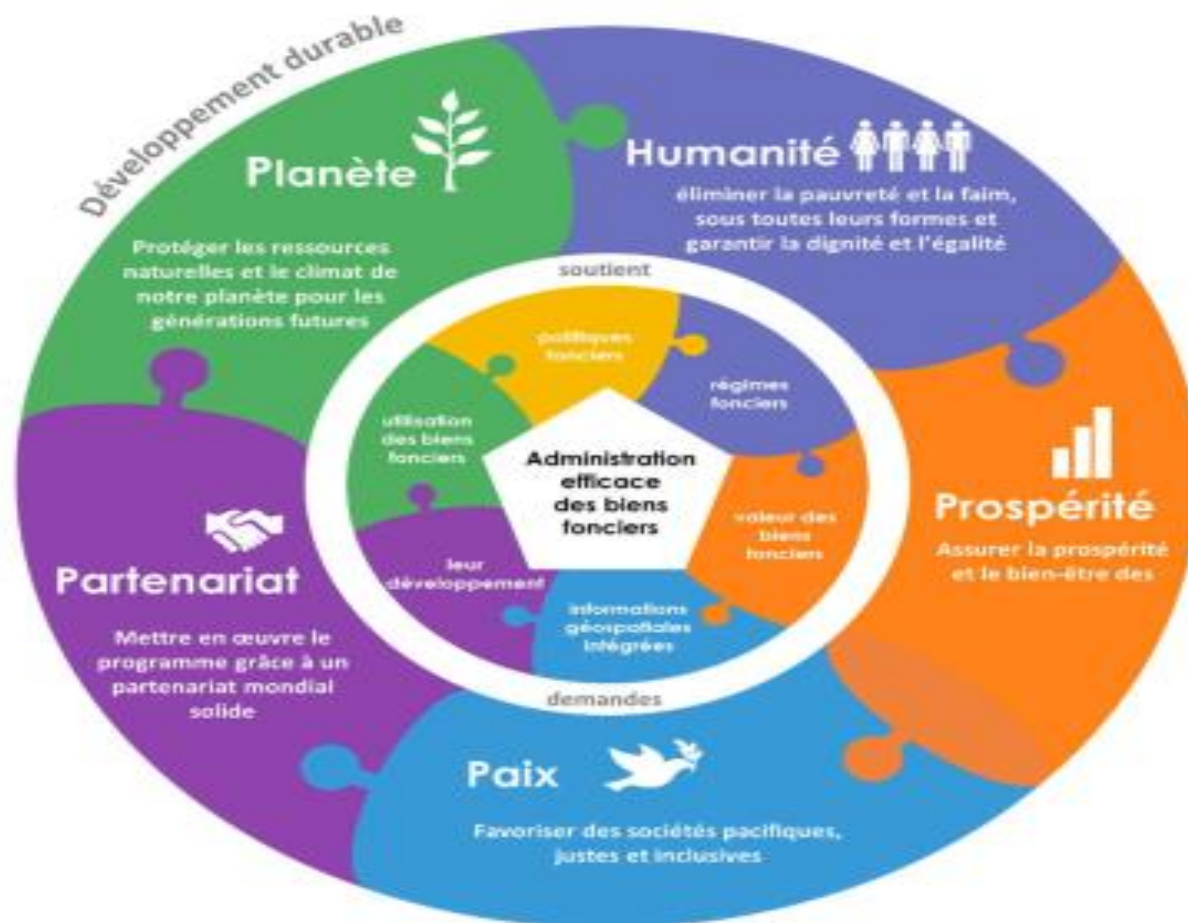 Développement durable
Planète
Protéger les ressources
naturelles et le climat de
notre planète pour les
générations futures
Humanité
éliminer la pauvreté et la faim,
sous toutes leurs formes et
garantir la dignité et l'égalité
Prospérité
Assurer la prospérité
et le bien-être des
Paix
Favoriser des sociétés pacifiques,
justes et inclusives
Partenariat
Mettre en œuvre le
programme grâce à un
partenariat mondial
solide
soutient
politiques
fonciers
régimes
fonciers
valeur des
biens
fonciers
informations
géospatiales
intégrées
leur
développement
utilisation
des biens
fonciers
Administration
efficace
des biens
fonciers
demandes